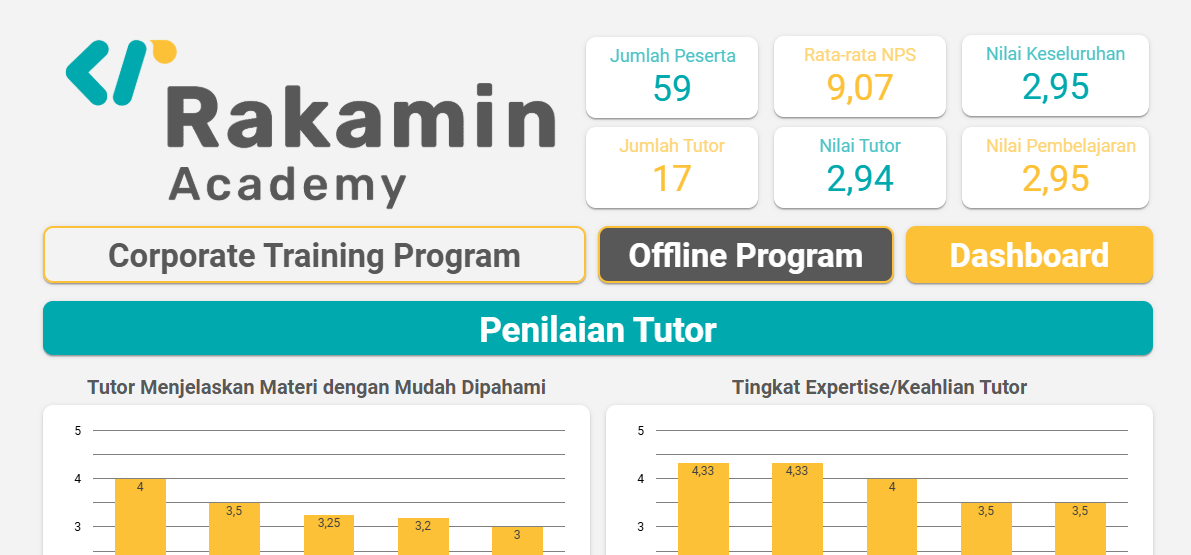 Rakamin
Academy
Jumlah Peserta
59
Rata-rata NPS
9,07
Nilai Keseluruhan
2,95
Jumlah Tutor
17
Nilai Tutor
2,94
Nilai Pembelajaran
2,95
Corporate Training Program
Offline Program
Dashboard
Penilaian Tutor
Tutor Menjelaskan Materi dengan Mudah Dipahami
5
4
3
4
3,5
3,25
3,2
3
Tingkat Expertise/Keahlian Tutor
5
4
3
4,33
4,33
4
3,5
3,5